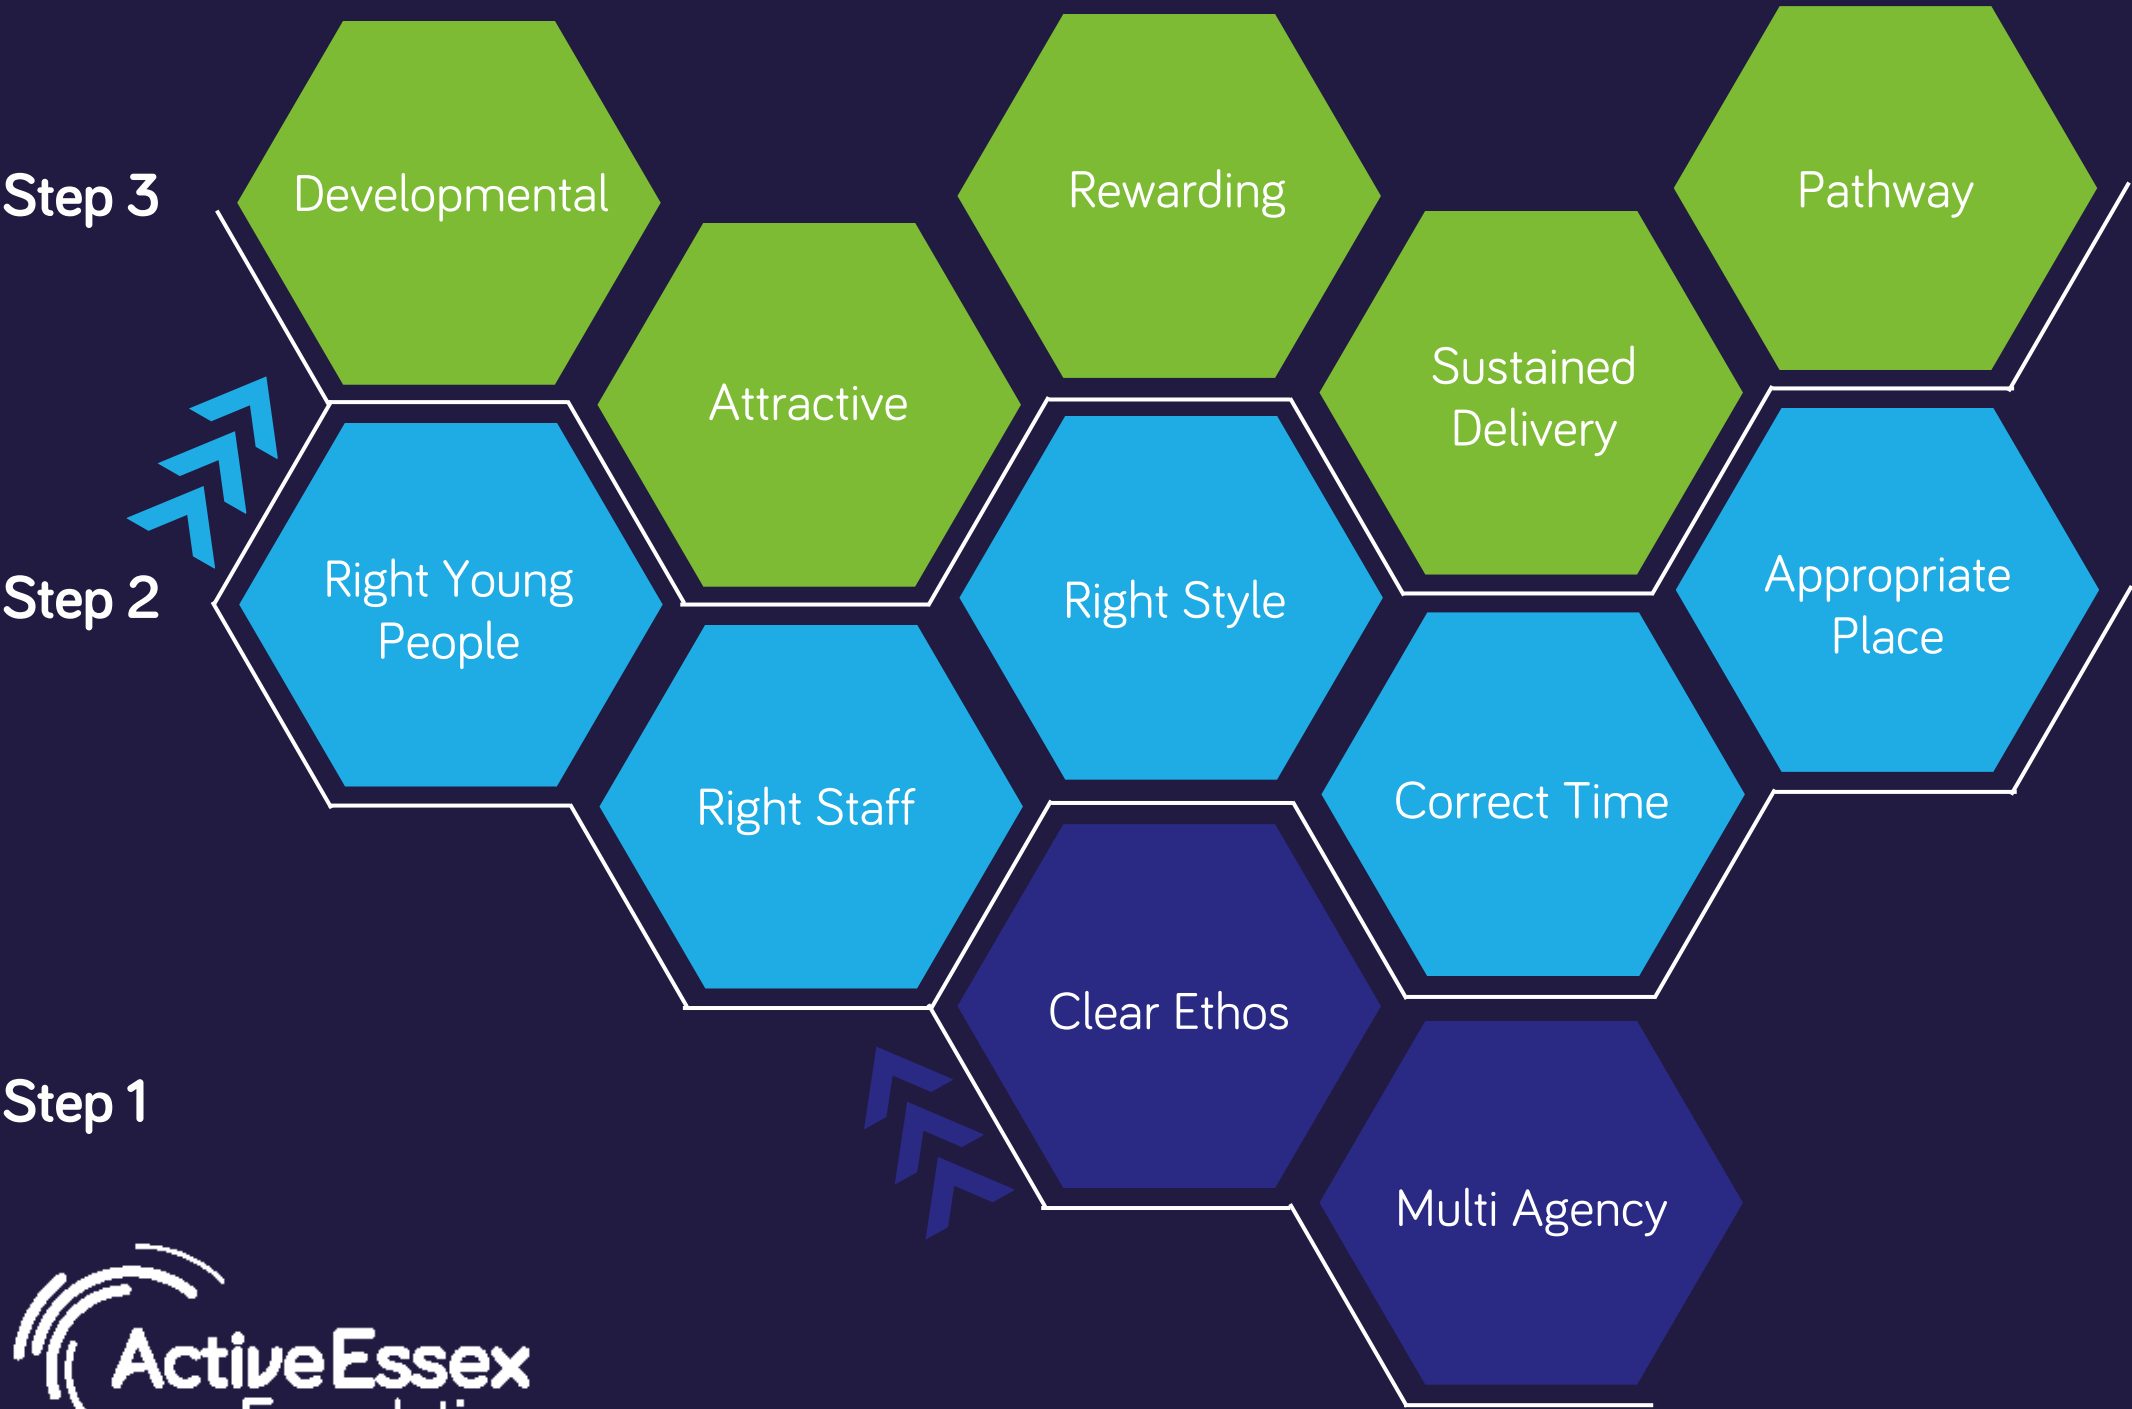 Step 3
Developmental
Rewarding
Pathway
Attractive
Sustained
Delivery
Step 2
Right Young
People
Right Style
Appropriate
Place
Right Staff
Correct Time
Step 1
Clear Ethos
Multi Agency
ActiveEssex